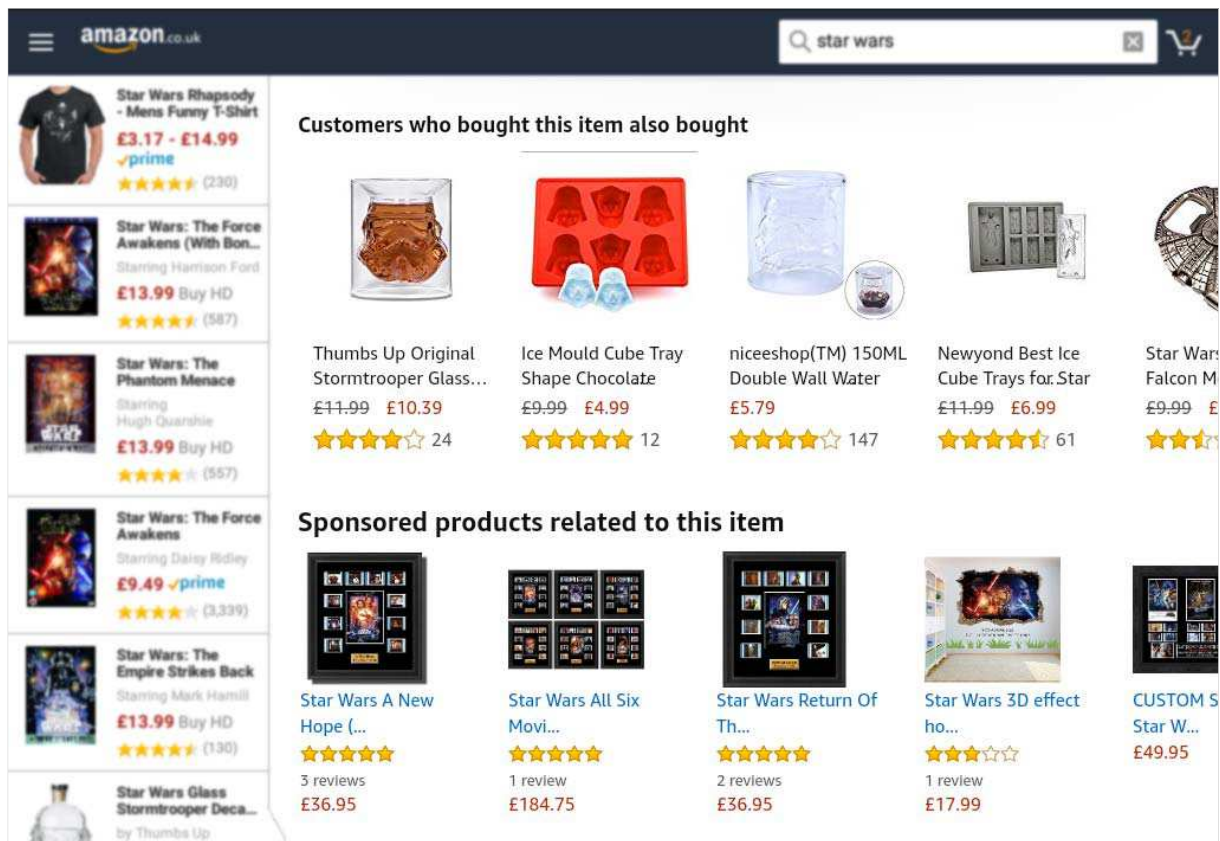 amazon.co.uk
star wars
2
Star Wars Rhapsody
- Mens Funny T-Shirt
£3.17 - £14.99
prime
(230)
Star Wars: The Force
Awakens (With Bon...
Starring Harrison Ford
£13.99 Buy HD
(587)
Star Wars: The
Phantom Menace
Starring
Hugh Quarshie
£13.99 Buy HD
(557)
Star Wars: The Force
Awakens
Starring Daisy Ridley
£9.49 prime
(3,339)
Star Wars: The
Empire Strikes Back
Starring Mark Hamill
£13.99 Buy HD
(130)
Star Wars Glass
Stormtrooper Deca...
by Thumbs Up
Customers who bought this item also bought
Thumbs Up Original
Stormtrooper Glass...
£11.99 £10.39
24
Ice Mould Cube Tray
Shape Chocolate
£9.99 £4.99
12
niceeshop(TM) 150ML
Double Wall Water
£5.79
147
Newyond Best Ice
Cube Trays for...Star
£11.99 £6.99
61
Star Wars
Falcon M
£9.99 £
Sponsored products related to this item
Star Wars A New
Hope (...
3 reviews
£36.95
Star Wars All Six
Movi...
1 review
£184.75
Star Wars Return Of
Th...
2 reviews
£36.95
Star Wars 3D effect
ho...
1 review
£17.99
CUSTOM S
Star W...
£49.95